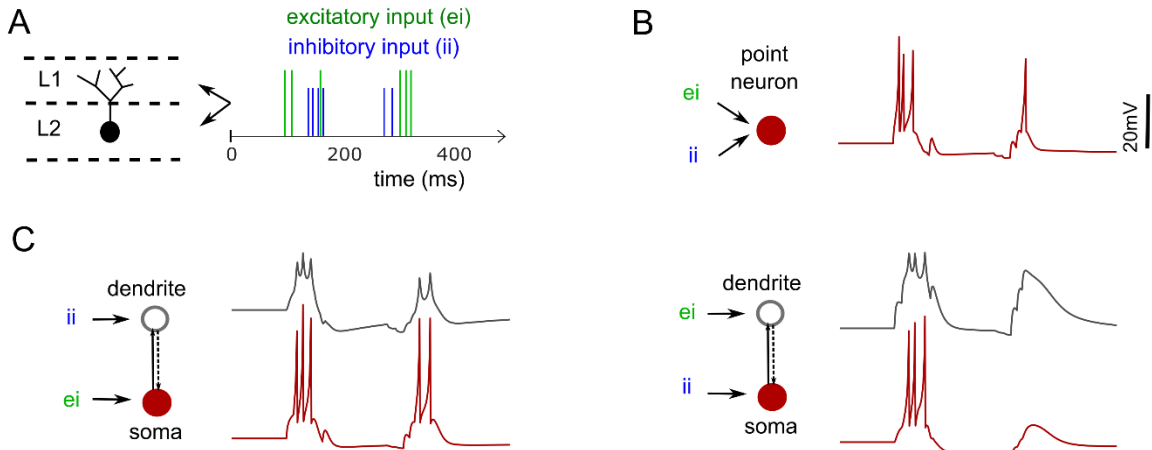 A
excitatory input (ei)
inhibitory input (ii)
L1
L2
0
200
400
time (ms)
B
point
neuron
ei
ii
20mV
C
dendrite
ii
ei
soma
dendrite
ei
ii
soma